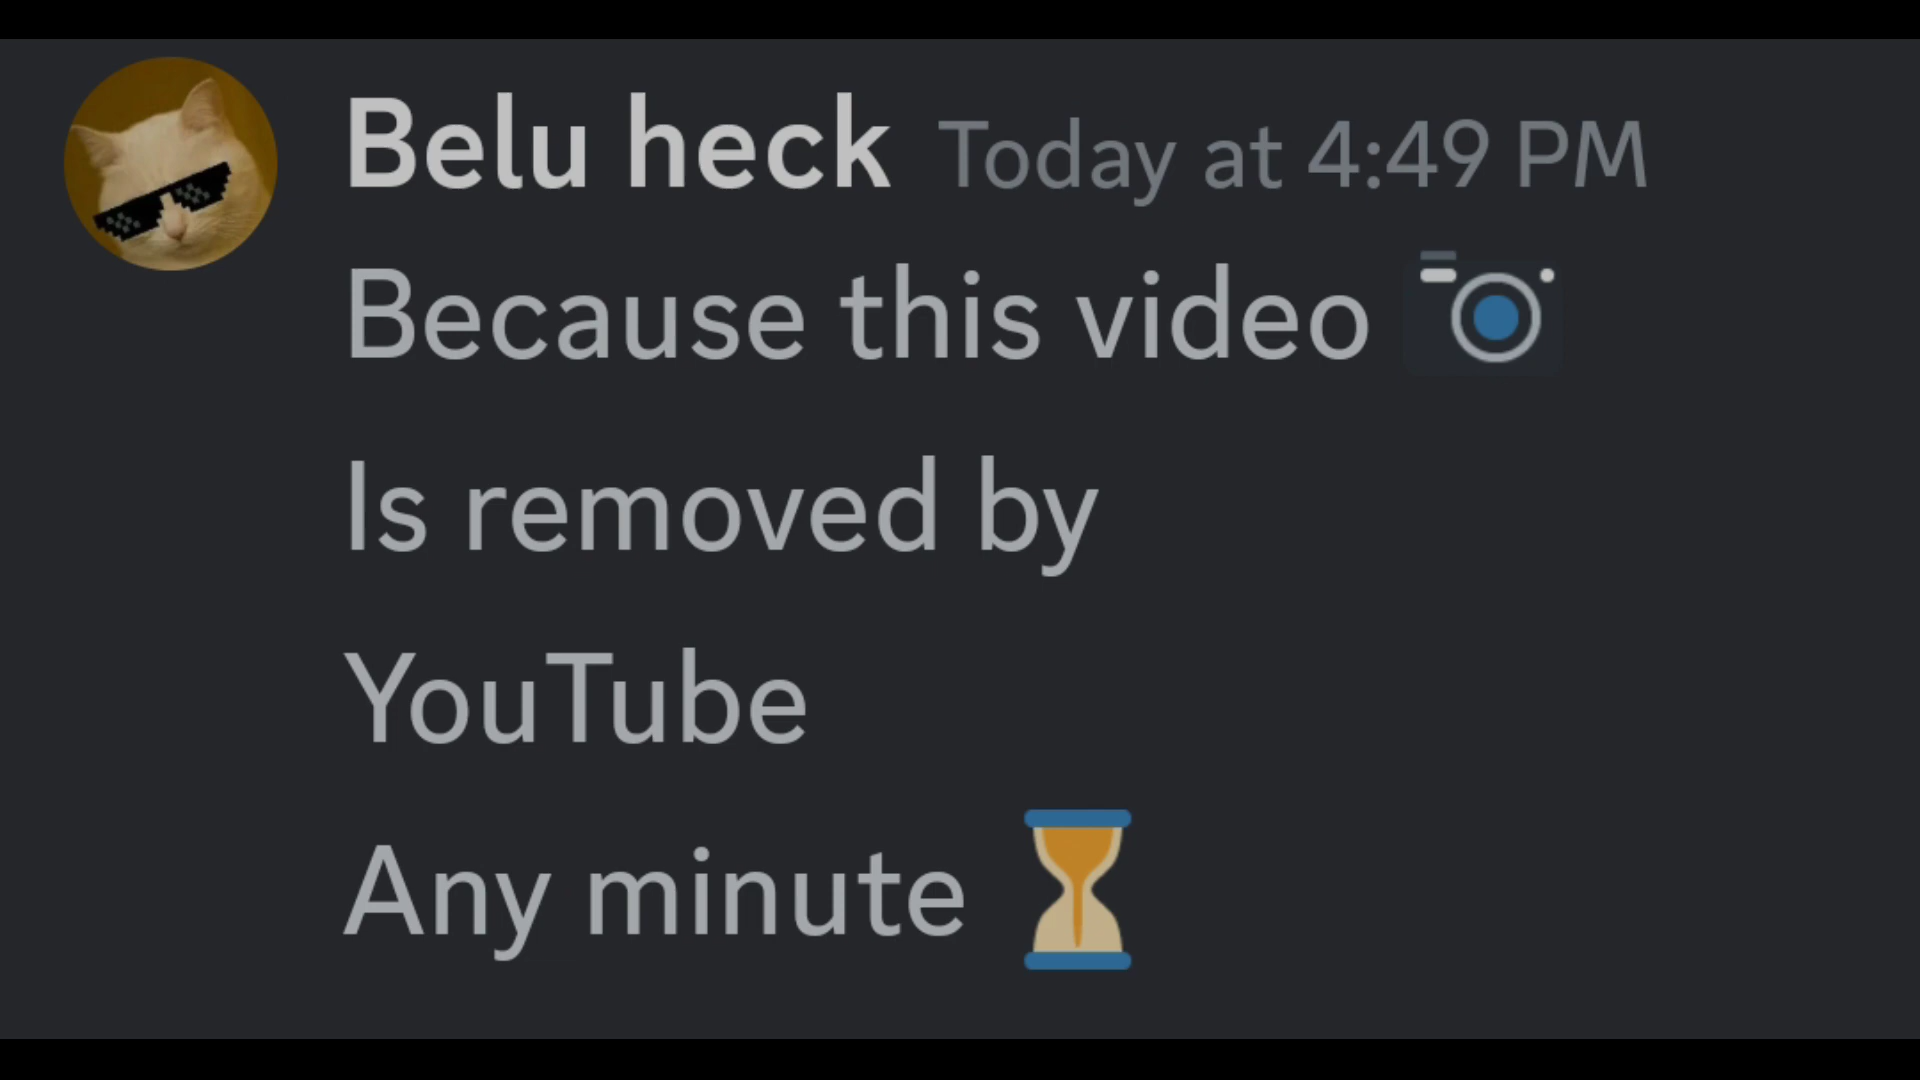 Belu heck Today at 4:49 PM
Because this video 📷
Is removed by
YouTube
Any minute ⏳